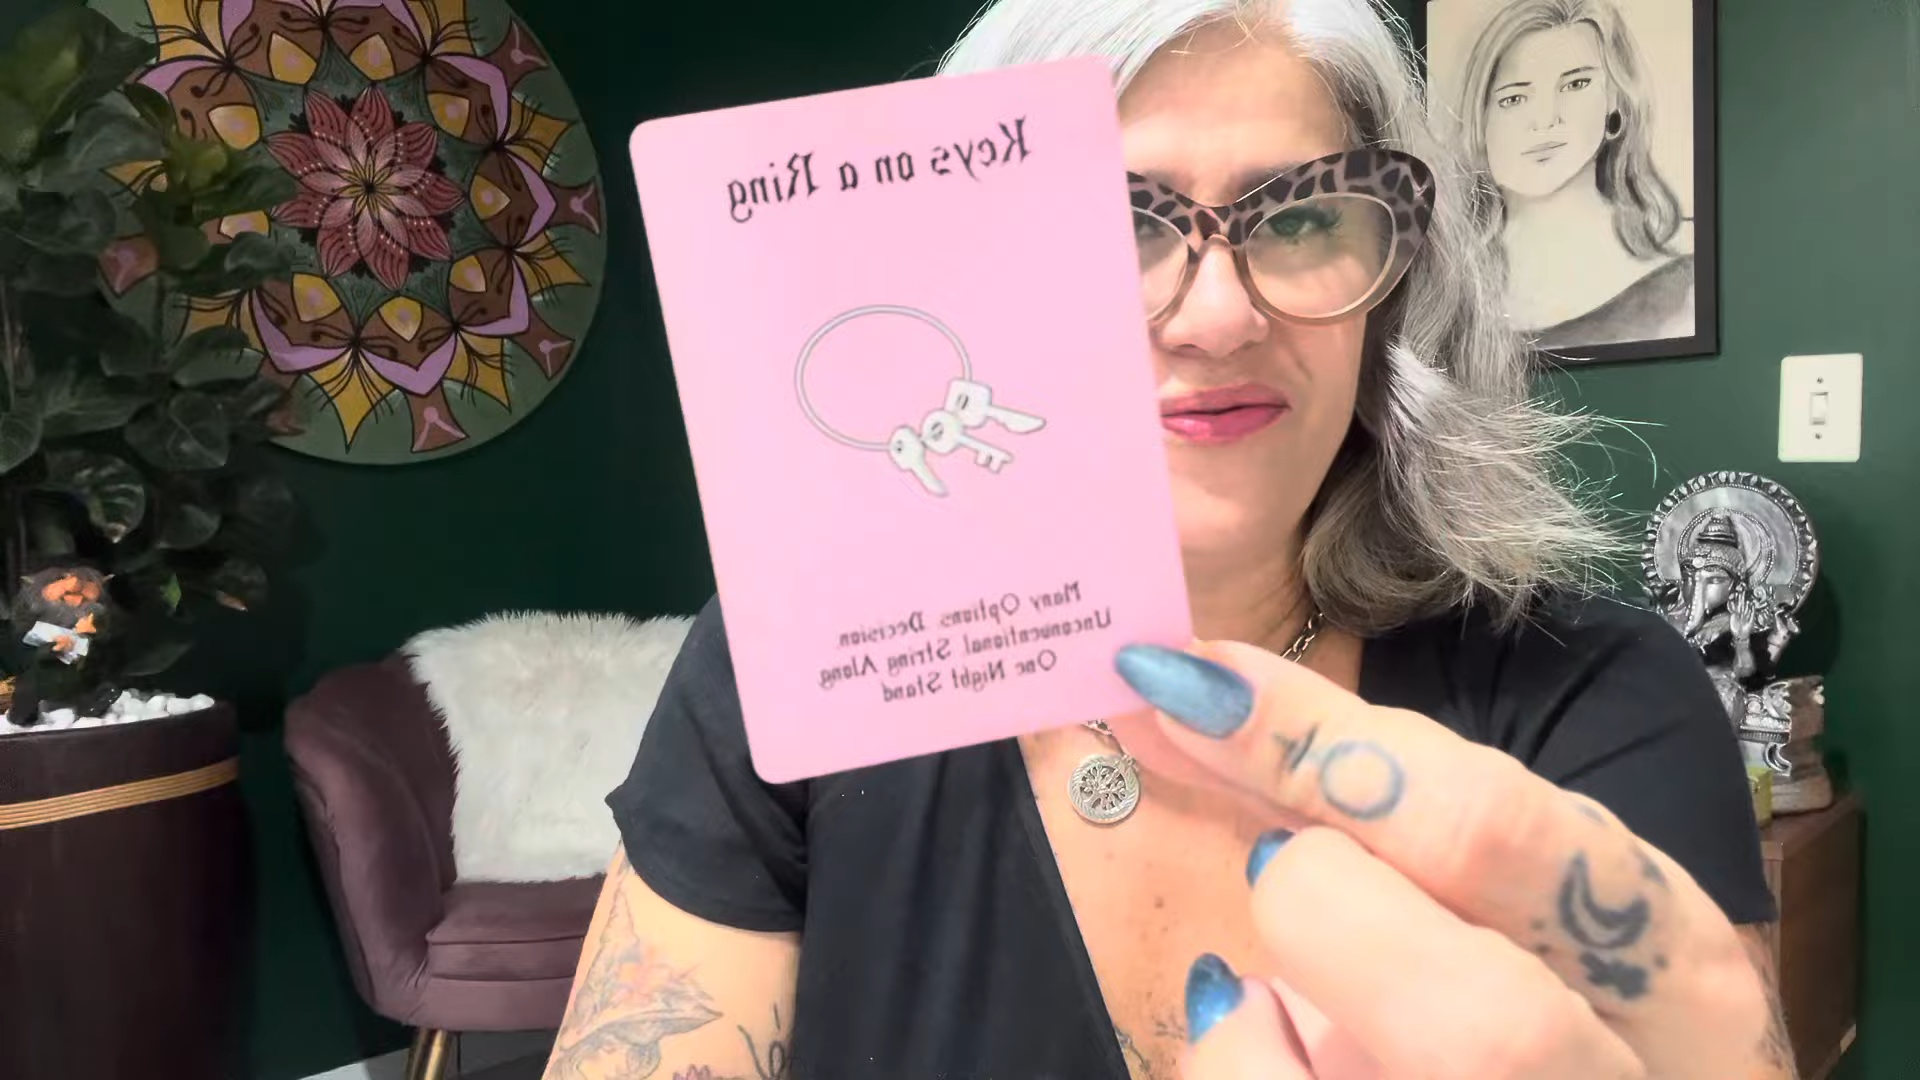 Keys on a Ring
Many Options. Decision.
Unconventional. String Along.
One Night Stand